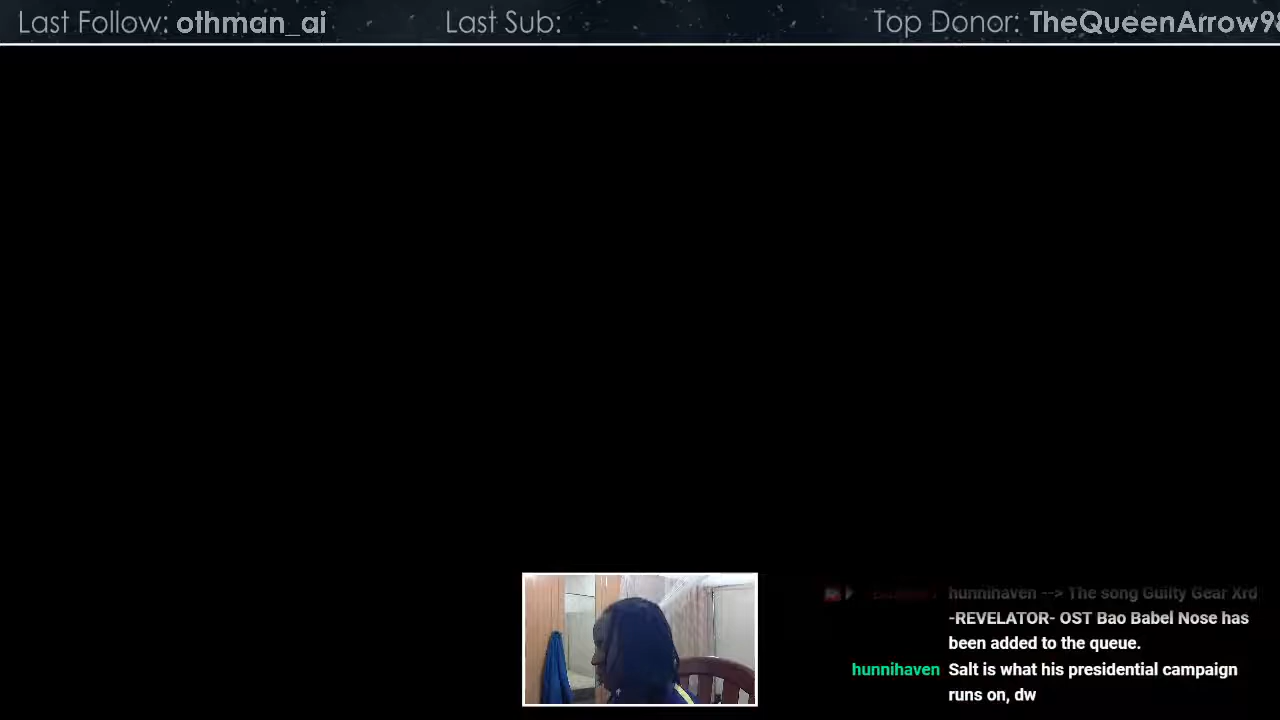 Last Follow: othman_ai Last Sub: Top Donor: TheQueenArrow9
hunnihaven --> The song Guilty Gear Xrd
-REVELATOR- OST Bao Babel Nose has
been added to the queue.
hunnihaven Salt is what his presidential campaign
runs on, dw